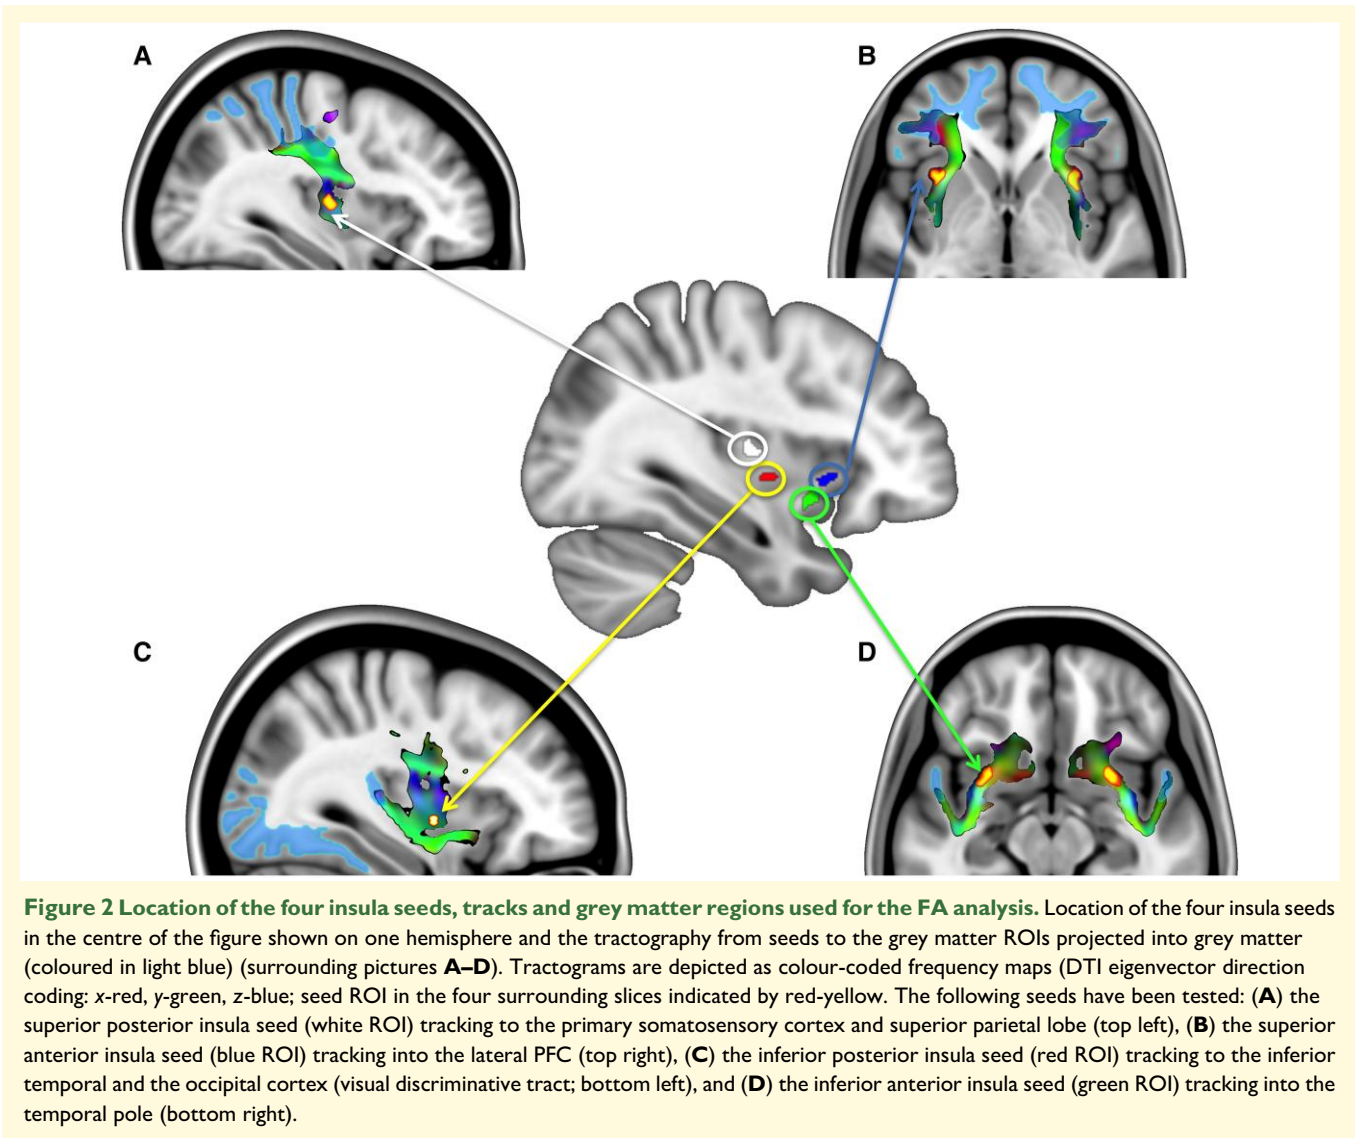 A
B
C
D
Figure 2 Location of the four insula seeds, tracks and grey matter regions used for the FA analysis. Location of the four insula seeds
in the centre of the figure shown on one hemisphere and the tractography from seeds to the grey matter ROIs projected into grey matter
(coloured in light blue) (surrounding pictures A–D). Tractograms are depicted as colour-coded frequency maps (DTI eigenvector direction
coding: x-red, y-green, z-blue; seed ROI in the four surrounding slices indicated by red-yellow. The following seeds have been tested: (A) the
superior posterior insula seed (white ROI) tracking to the primary somatosensory cortex and superior parietal lobe (top left), (B) the superior
anterior insula seed (blue ROI) tracking into the lateral PFC (top right), (C) the inferior posterior insula seed (red ROI) tracking to the inferior
temporal and the occipital cortex (visual discriminative tract; bottom left), and (D) the inferior anterior insula seed (green ROI) tracking into the
temporal pole (bottom right).